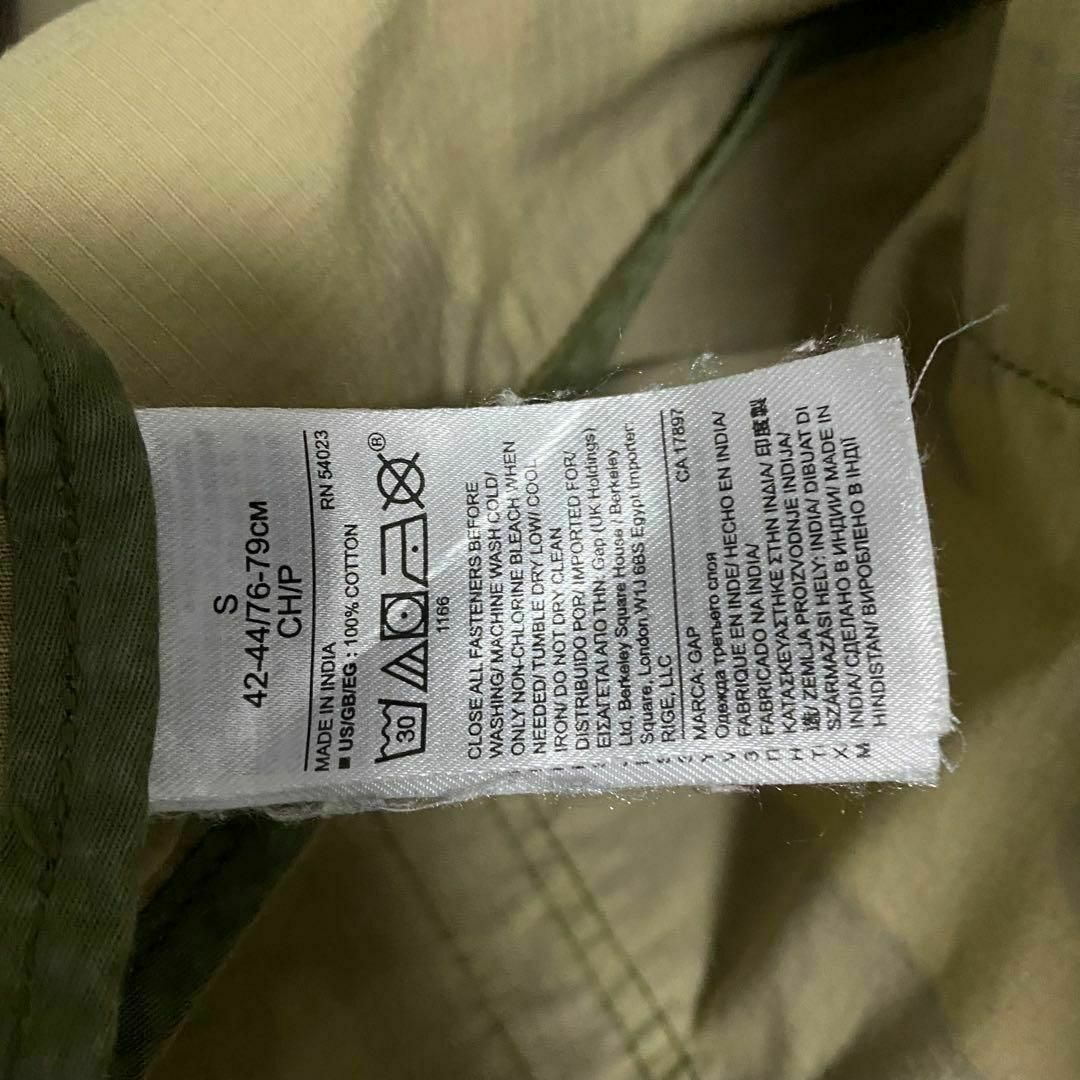 S
42-44/76-79CM
CH/P
MADE IN INDIA RN 54023
■ US/GB/EG : 100% COTTON
30
®
1166
CLOSE ALL FASTENERS BEFORE
WASHING/ MACHINE WASH COLD/
ONLY NON-CHLORINE BLEACH WHEN
NEEDED/ TUMBLE DRY LOW/ COOL
IRON/ DO NOT DRY CLEAN
DISTRIBUIDO POR/ IMPORTED FOR/
ΕΙΣΑΓΕΤΑΙ ΑΠΟ ΤΗΝ· Gap (UK Holdings)
Ltd, Berkeley Square House / Berkeley
Square, London.W1J 6BS Egypt Importer:
RIGE, LLC
CA 17897
MARCA. GAP
Одежда третьего слоя
FABRIQUE EN INDE/ HECHO EN INDIA/
FABRICADO NA ÍNDIA/
ΚΑΤΑΣΚΕΥΑΣΤΗΚΕ ΣΤΗΝ ΙΝΔΙΑ/ 印度製
造/ ZEMLJA PROIZVODNJE INDIJA/
SZÁRMAZÁSI HELY: INDIA/ DIBUAT DI
INDIA/ СДЕЛАНО В ИНДИИ/ MADE IN
HINDISTAN/ ВИРОБЛЕНО В ІНДІЇ